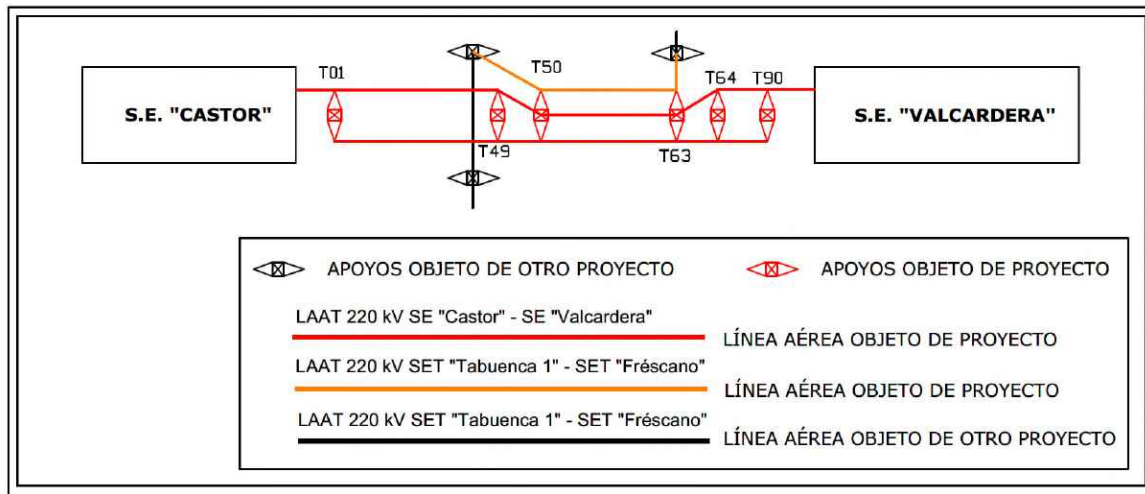 T01
T50
T64
T90
S.E. "CASTOR"
S.E. "VALCARDERA"
T49
T63
APOYOS OBJETO DE OTRO PROYECTO
APOYOS OBJETO DE PROYECTO
LAAT 220 kV SE "Castor" - SE "Valcardera"
LÍNEA AÉREA OBJETO DE PROYECTO
LAAT 220 kV SET "Tabuenca 1" - SET "Fréscano"
LÍNEA AÉREA OBJETO DE PROYECTO
LAAT 220 kV SET "Tabuenca 1" - SET "Fréscano"
LÍNEA AÉREA OBJETO DE OTRO PROYECTO